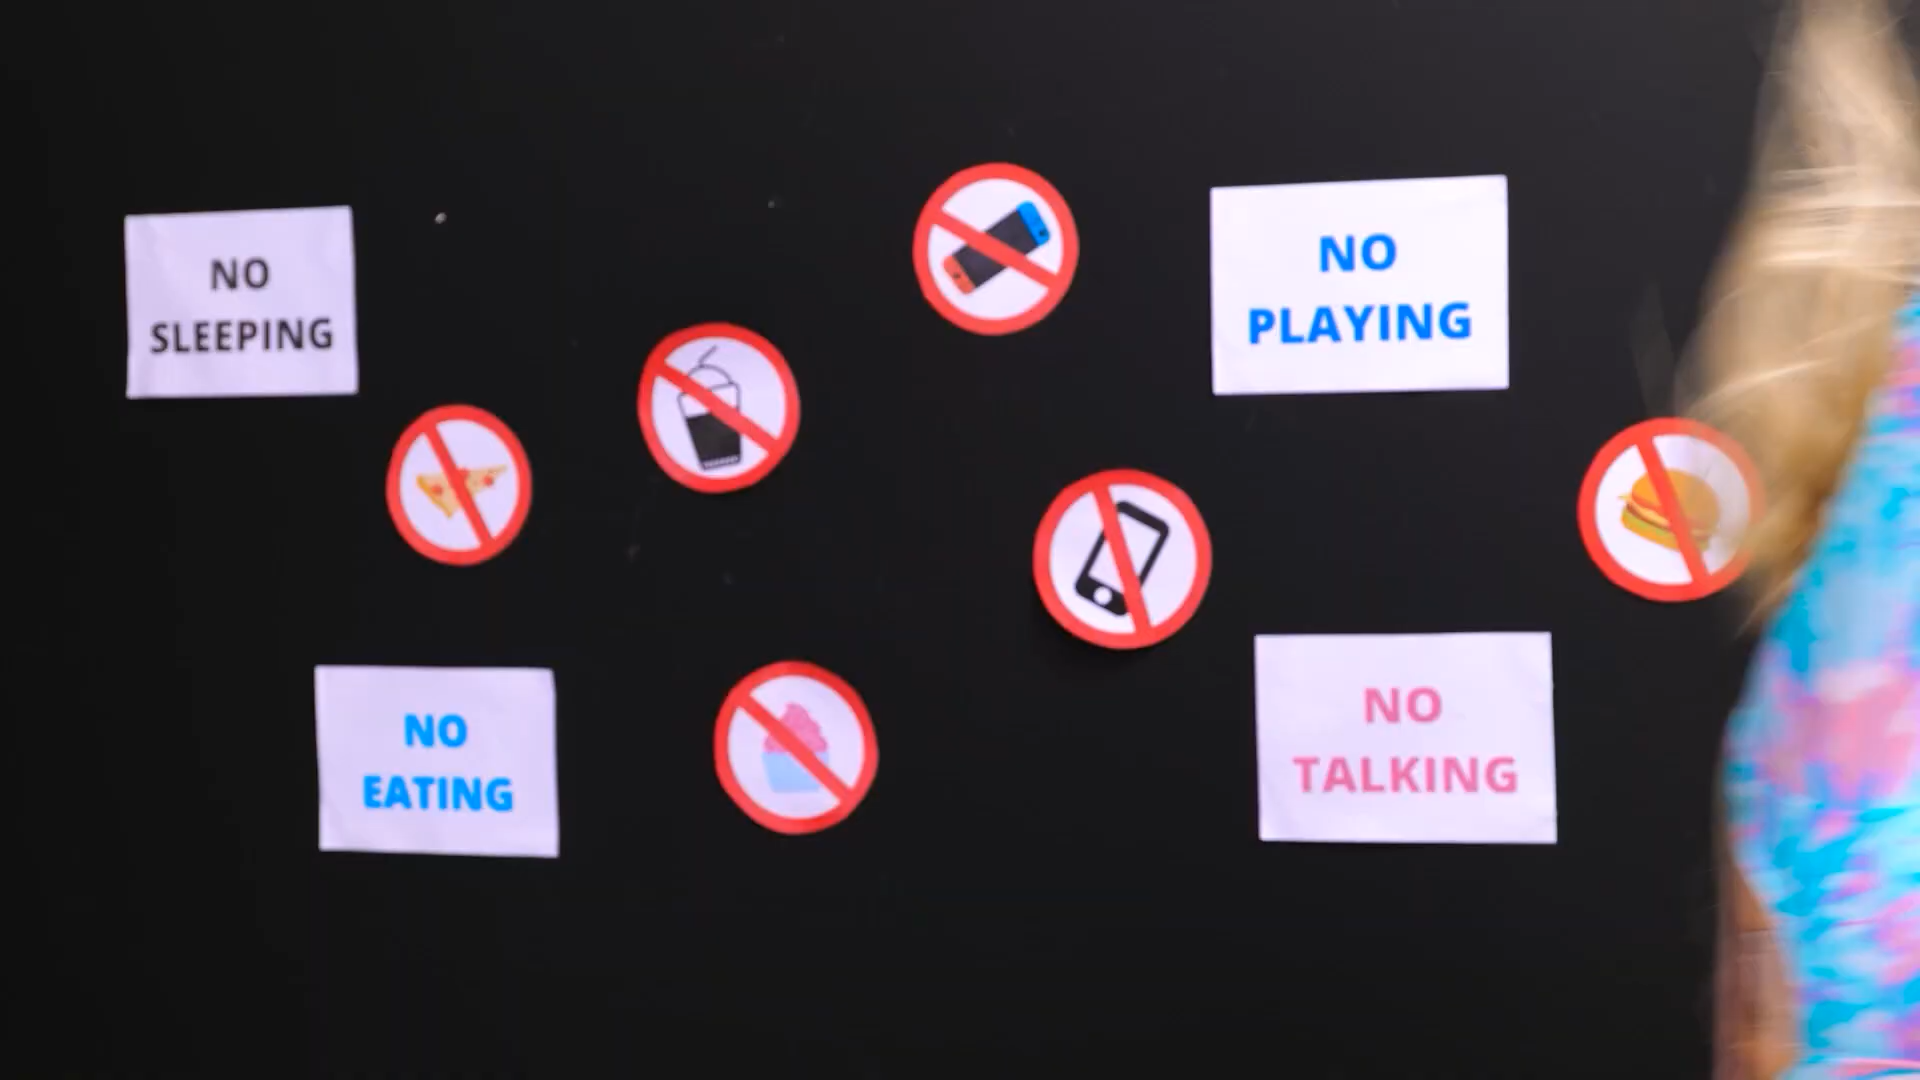 NO
SLEEPING
NO
PLAYING
NO
EATING
NO
TALKING